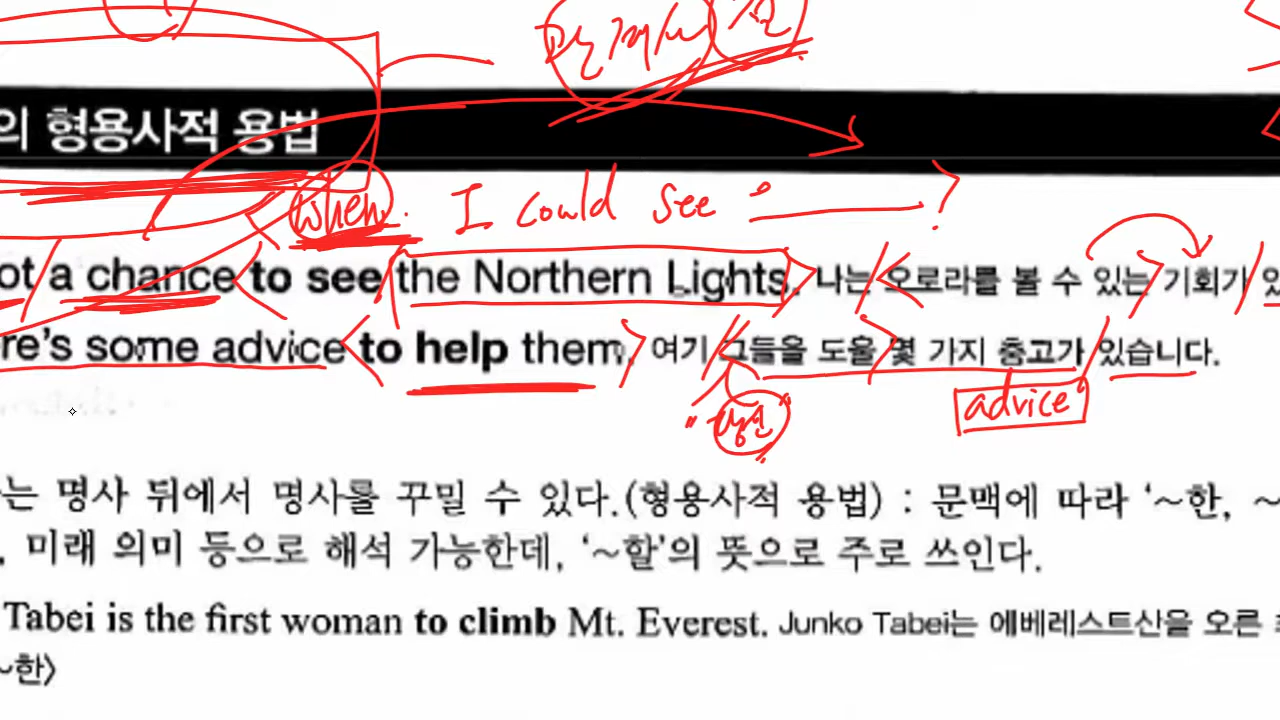 의 형용사적 용법
when I could see ?
ot a chance to see the Northern Lights. 나는 오로라를 볼 수 있는 기회가 있
re's some advice to help them. 여기 그들을 도울 몇 가지 충고가 있습니다.
advice
는 명사 뒤에서 명사를 꾸밀 수 있다.(형용사적 용법) : 문맥에 따라 ‘~한, ~
, 미래 의미 등으로 해석 가능한데, ‘~할’의 뜻으로 주로 쓰인다.
Tabei is the first woman to climb Mt. Everest. Junko Tabei는 에베레스트산을 오른
~한〉